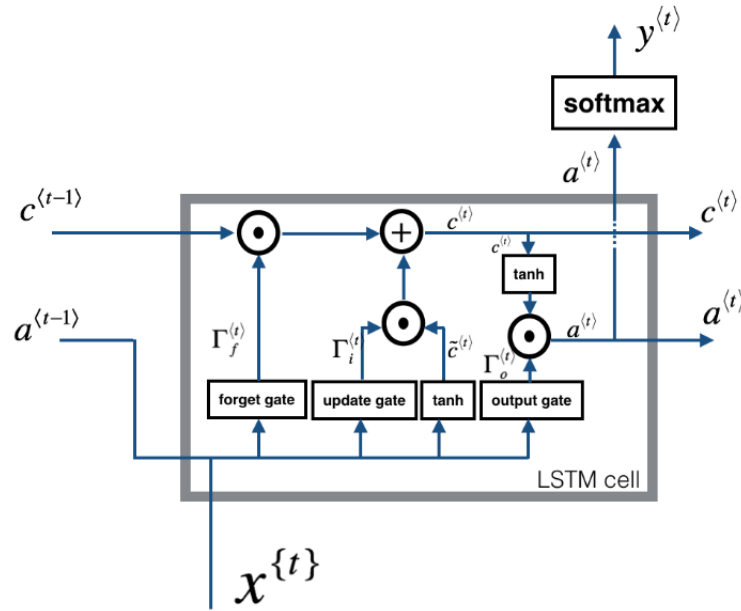 y⟨t⟩
softmax
a⟨t⟩
c⟨t−1⟩
c⟨t⟩
c⟨t⟩
c⟨t⟩
tanh
a⟨t−1⟩
Γf⟨t⟩
Γi⟨t⟩
c̃⟨t⟩
Γo⟨t⟩
a⟨t⟩
a⟨t⟩
forget gate
update gate
tanh
output gate
LSTM cell
x{t}